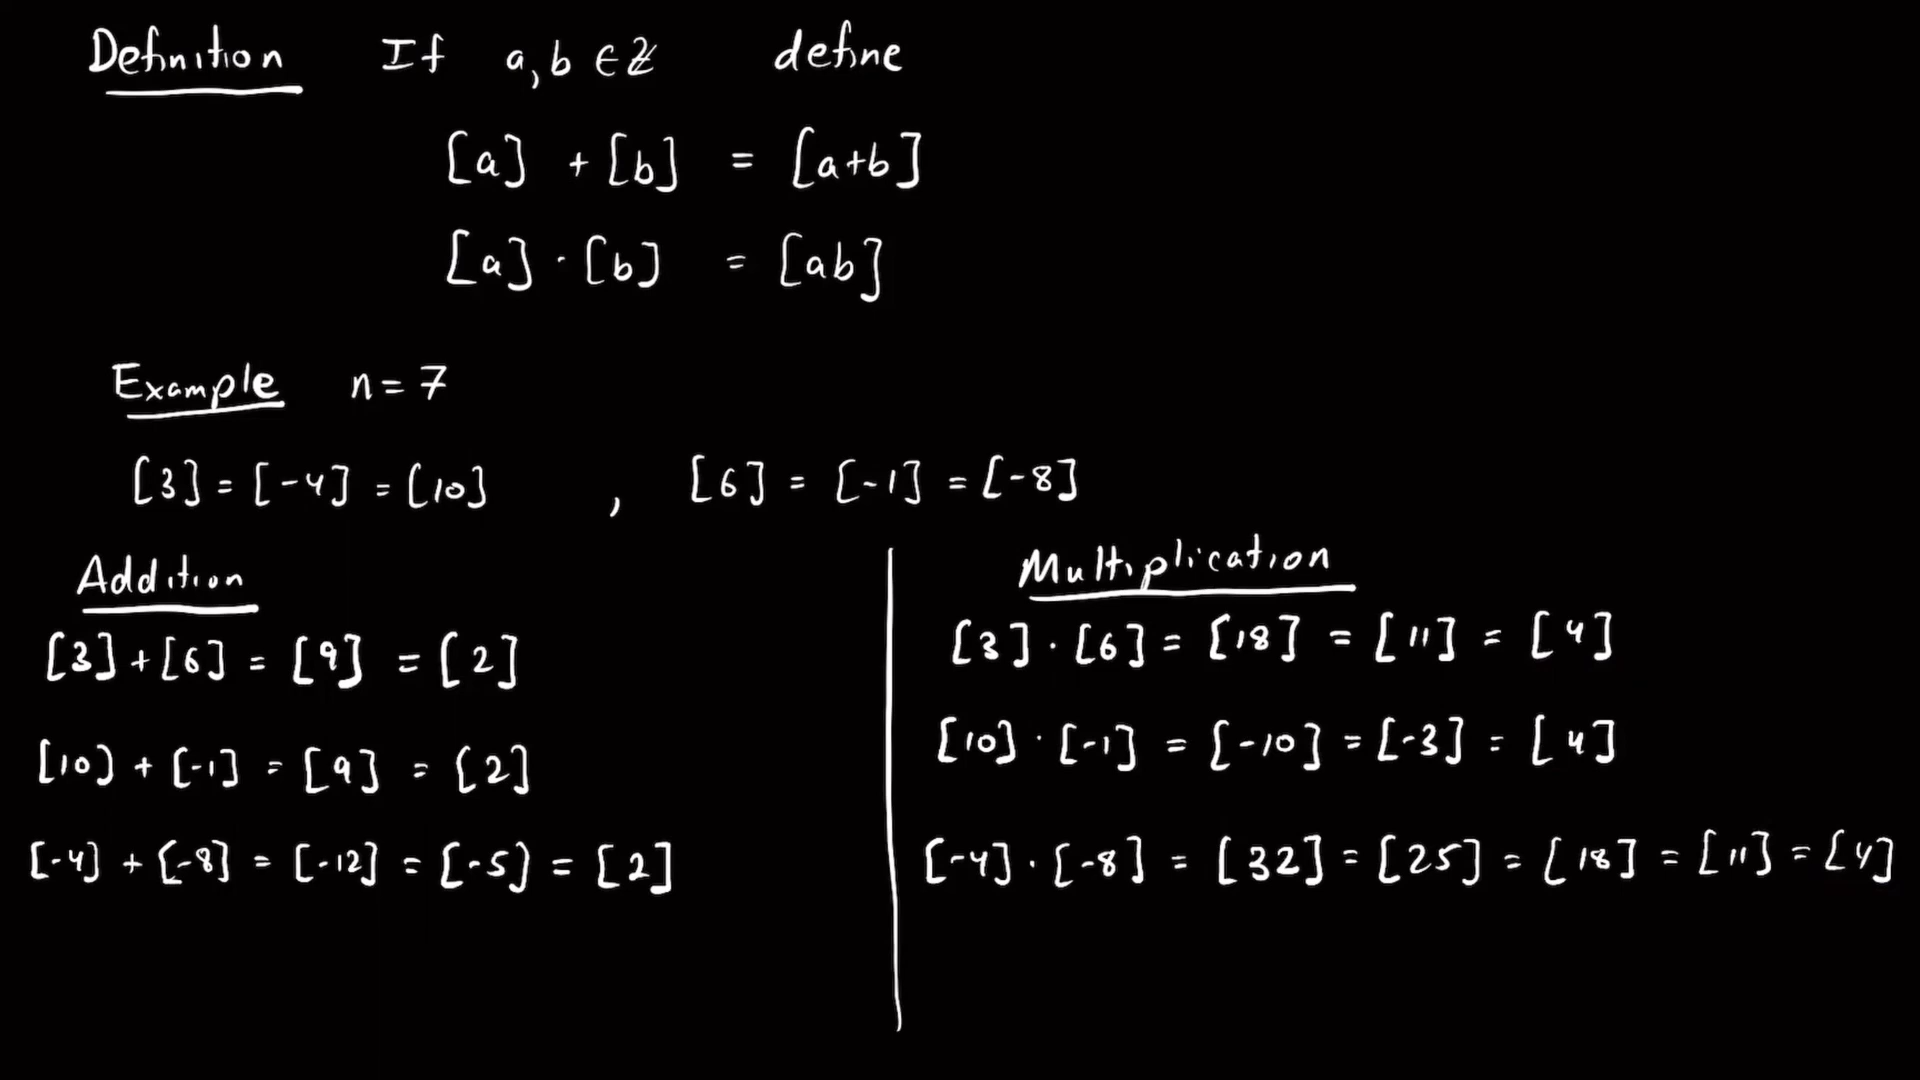 Definition If a, b ∈ ℤ define
[a] + [b] = [a+b]
[a] · [b] = [ab]
Example n = 7
[3] = [-4] = [10] , [6] = [-1] = [-8]
Addition
[3] + [6] = [9] = [2]
[10] + [-1] = [9] = [2]
[-4] + [-8] = [-12] = [-5] = [2]
Multiplication
[3] · [6] = [18] = [11] = [4]
[10] · [-1] = [-10] = [-3] = [4]
[-4] · [-8] = [32] = [25] = [18] = [11] = [4]